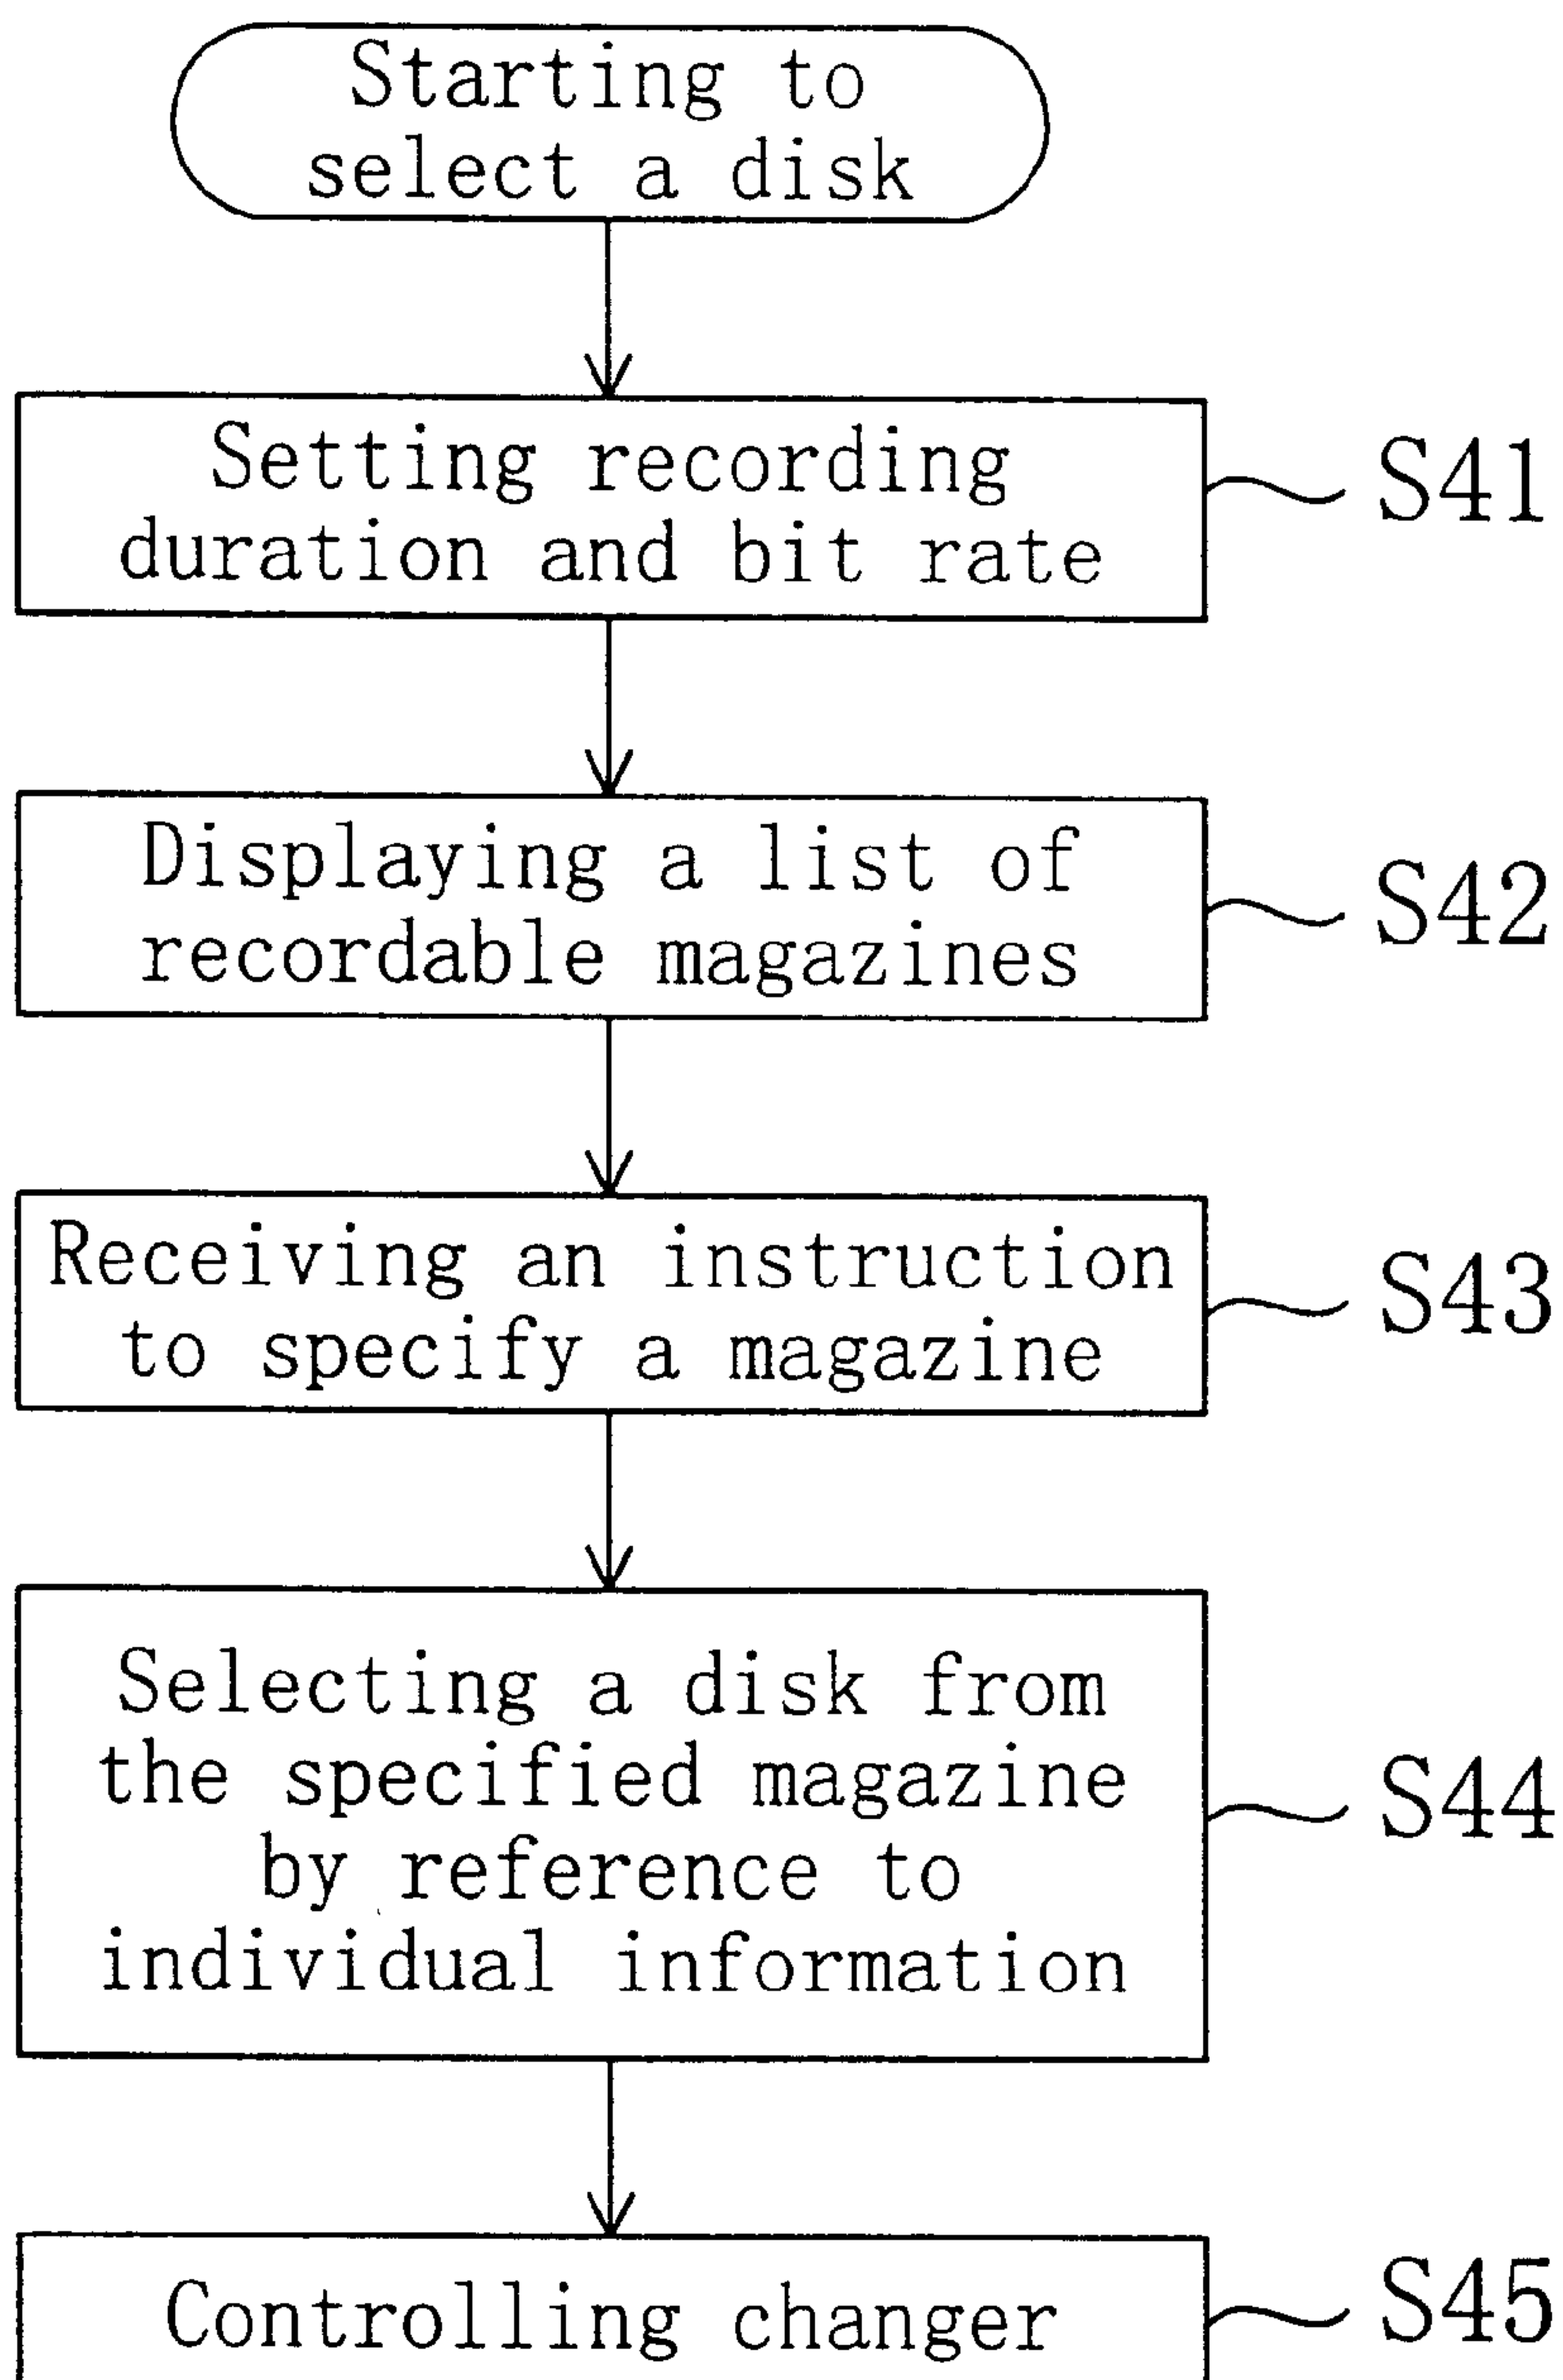 Starting to
select a disk
Setting recording
duration and bit rate
S41
Displaying a list of
recordable magazines
S42
Receiving an instruction
to specify a magazine
S43
Selecting a disk from
the specified magazine
by reference to
individual information
S44
Controlling changer
S45